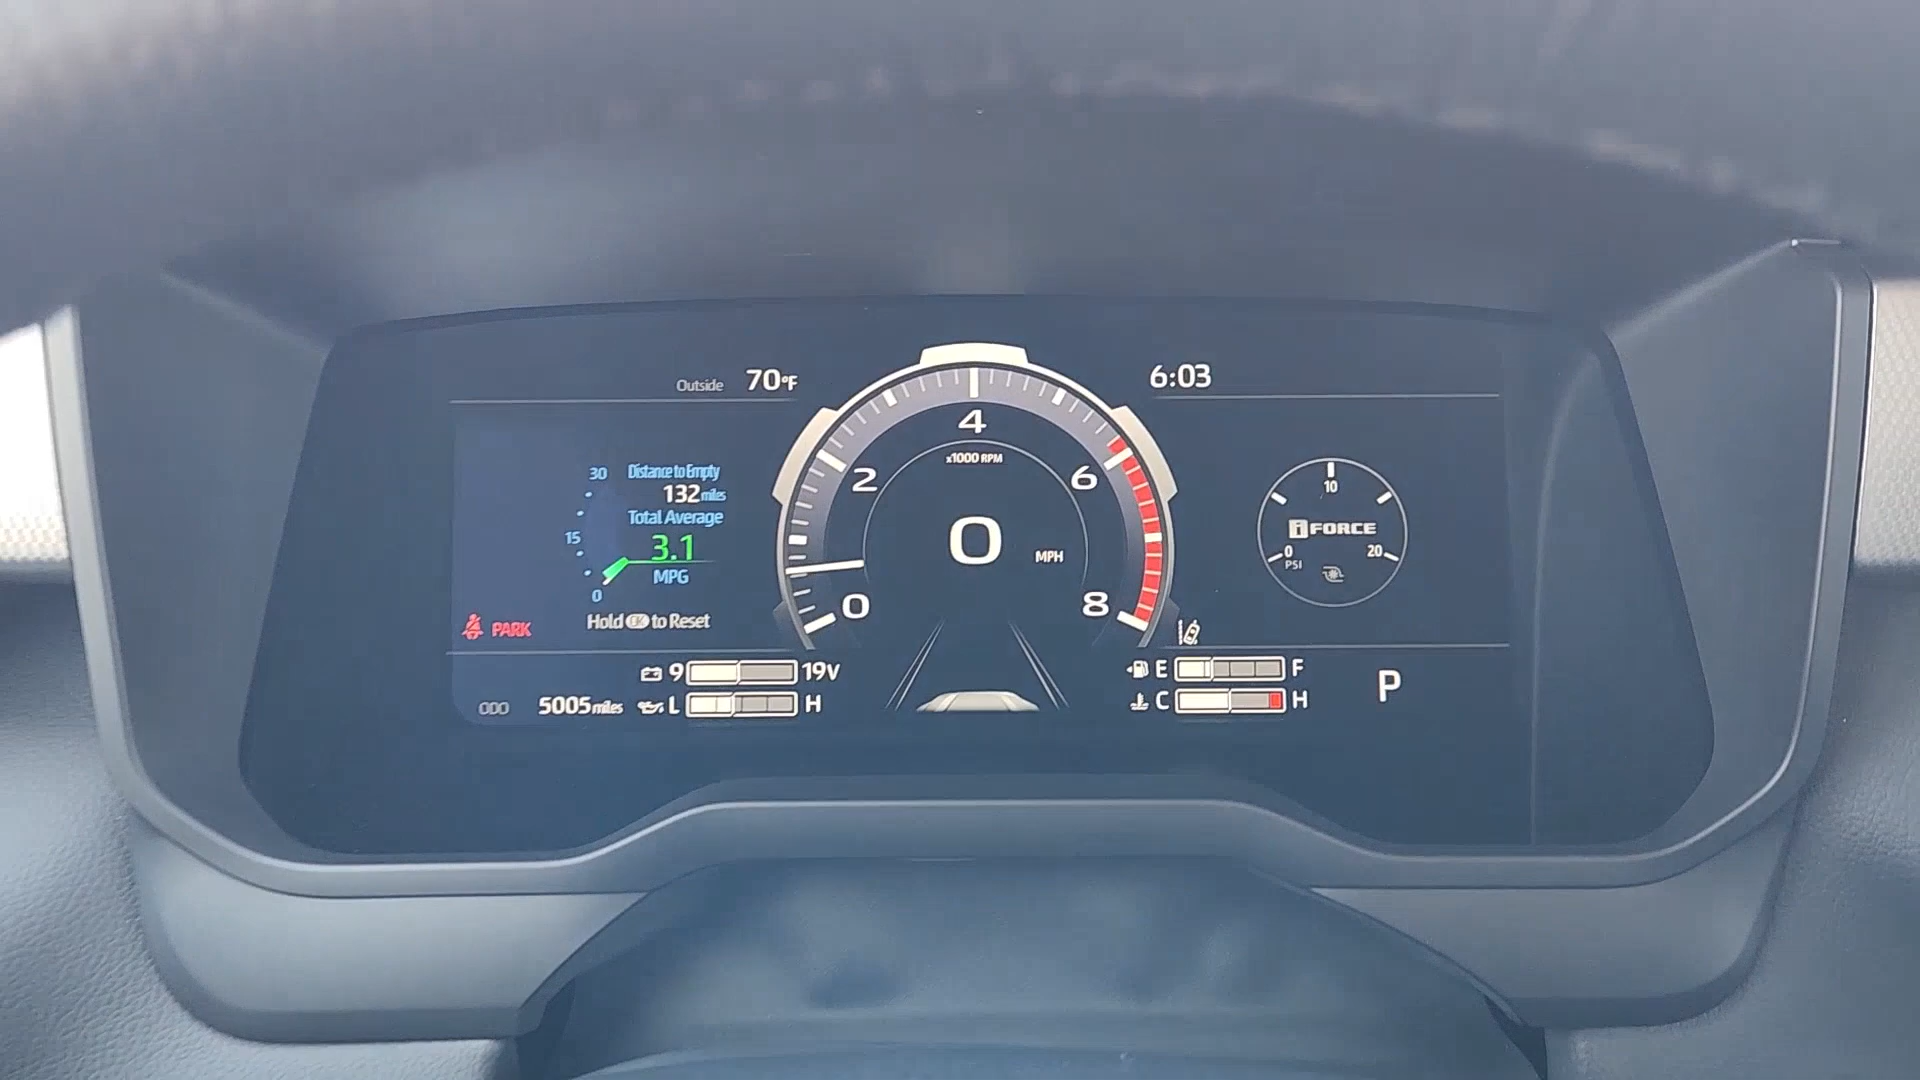 Outside 70°F
6:03
30 Distance to Empty
132 miles
Total Average
15
3.1
MPG
0
Hold OK to Reset
PARK
0 2 4 6 8
x1000 RPM
0 MPH
10
iFORCE
0 20
PSI
9 19V
L H
ODO 5005 miles
E F
C H
P